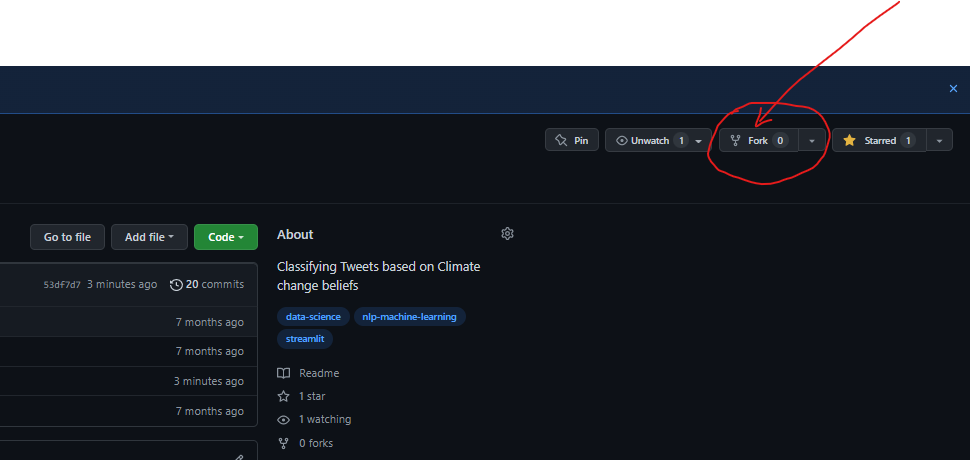 Pin Unwatch 1 Fork 0 Starred 1
Go to file Add file Code About
Classifying Tweets based on Climate
change beliefs
53df7d7 3 minutes ago 20 commits
7 months ago
data-science nlp-machine-learning
streamlit
7 months ago
3 minutes ago
7 months ago
Readme
1 star
1 watching
0 forks